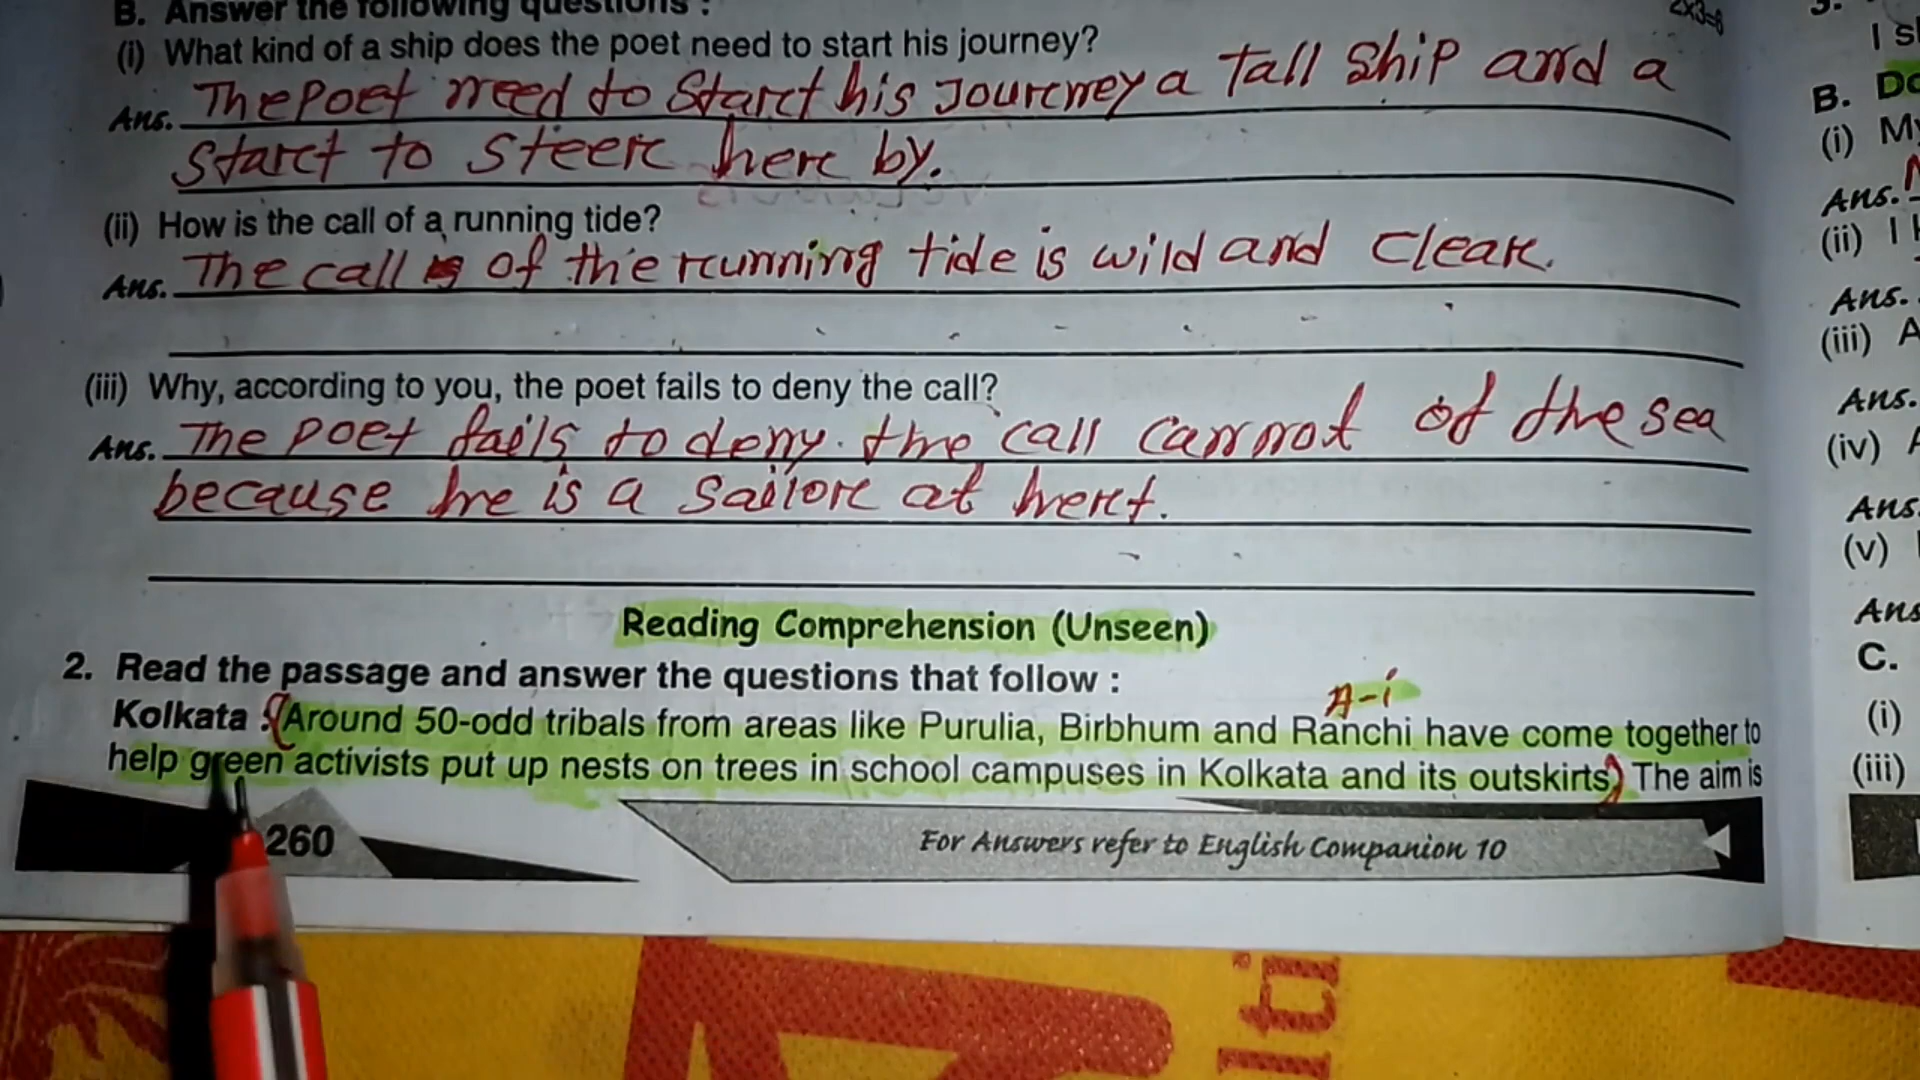 B. Answer the following questions :
2x3=6
(i) What kind of a ship does the poet need to start his journey?
Ans. The Poet need to Start his Journey a Tall Ship and a
Start to Steer here by.
(ii) How is the call of a running tide?
Ans. The call of the running tide is wild and Clear.
(iii) Why, according to you, the poet fails to deny the call?
Ans. The Poet fails to deny the call Cannot of the sea
because he is a Sailore at hert.
Reading Comprehension (Unseen)
2. Read the passage and answer the questions that follow :
A-i
Kolkata : (Around 50-odd tribals from areas like Purulia, Birbhum and Ranchi have come together to
help green activists put up nests on trees in school campuses in Kolkata and its outskirts.) The aim is
260
For Answers refer to English Companion 10
3.
B.
(i)
Ans.
(ii) I
Ans.
(iii) A
Ans.
(iv)
Ans.
(v)
Ans
C.
(i)
(iii)
lti